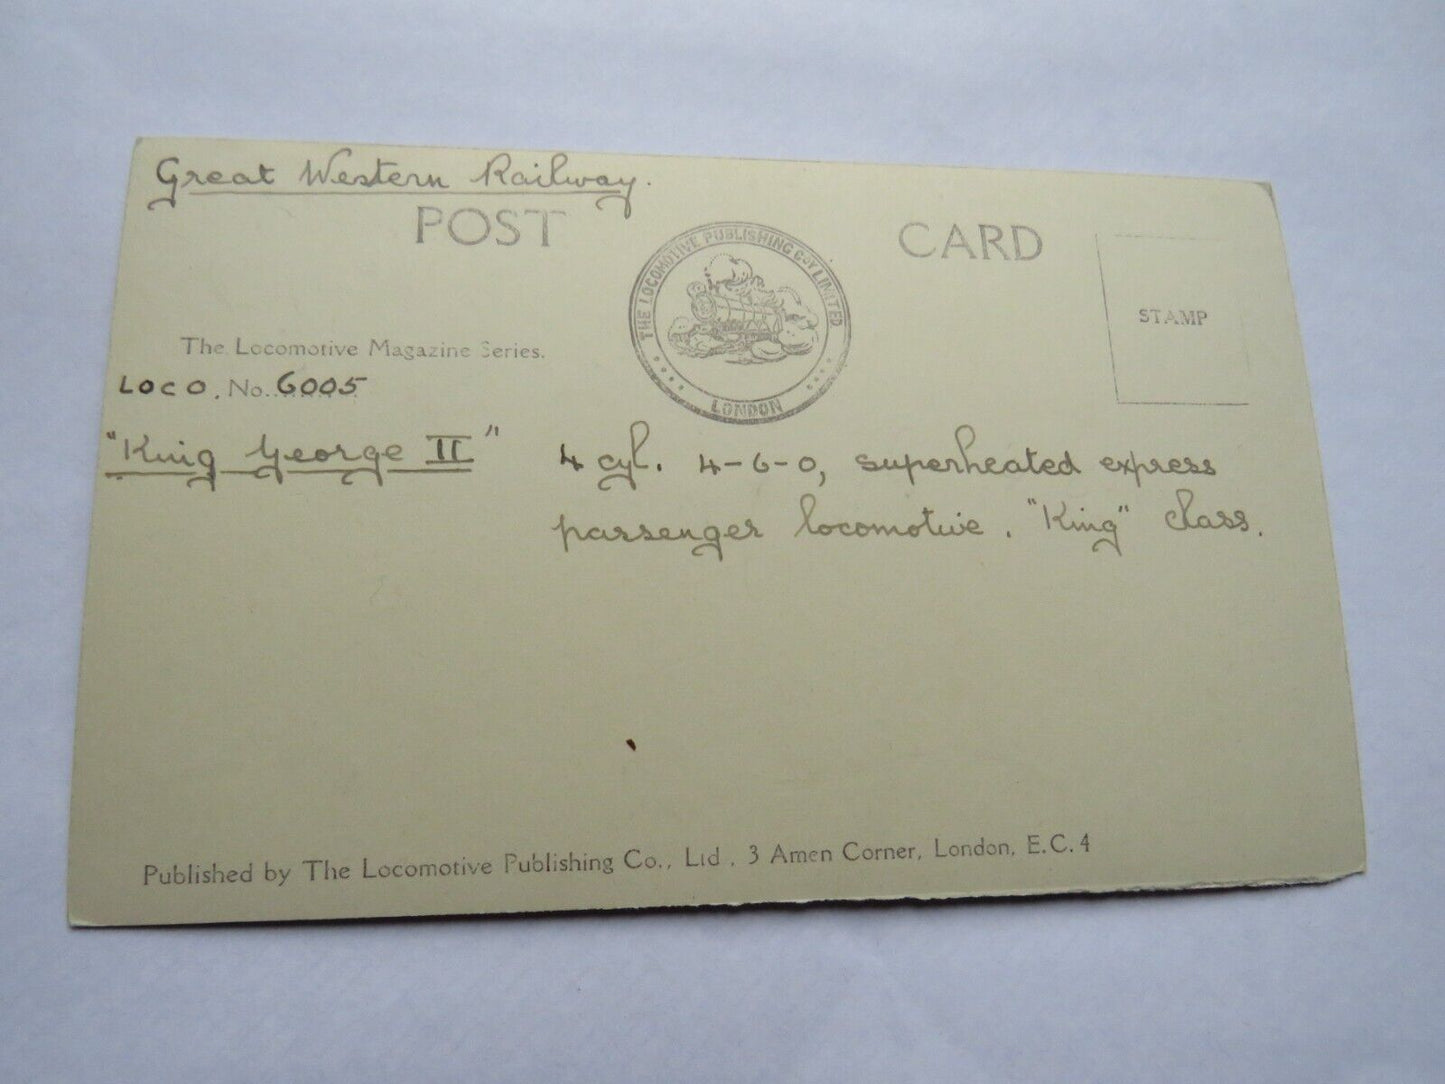 Great Western Railway.
POST CARD
THE LOCOMOTIVE PUBLISHING COY LIMITED
LONDON
STAMP
The Locomotive Magazine Series.
LOCO. No. 6005
"King George II"
4 cyl. 4-6-0, superheated express
passenger locomotive. "King" class.
Published by The Locomotive Publishing Co., Ltd. 3 Amen Corner, London, E.C.4